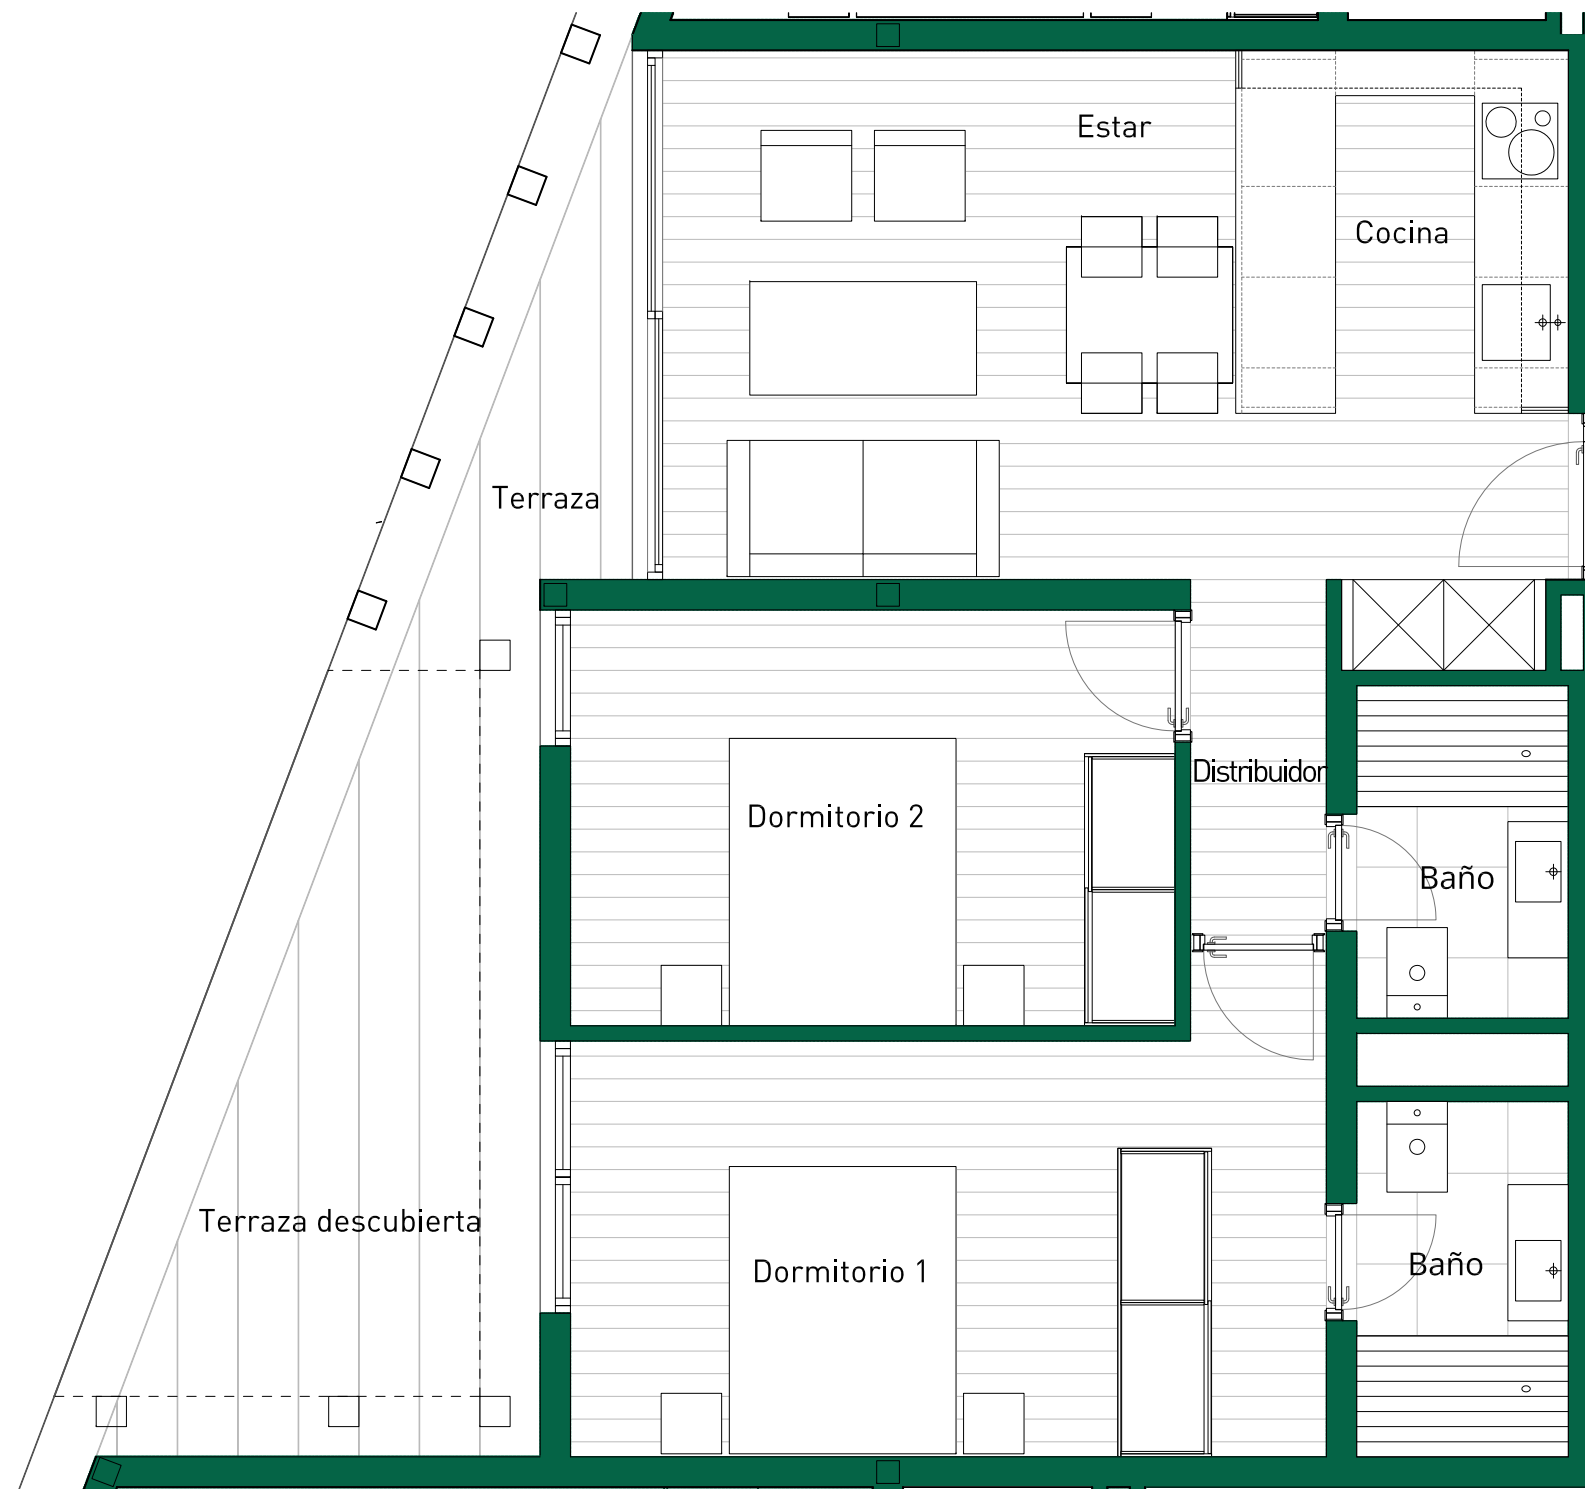 Estar
Cocina
Terraza
Distribuidor
Dormitorio 2
Baño
Terraza descubierta
Dormitorio 1
Baño